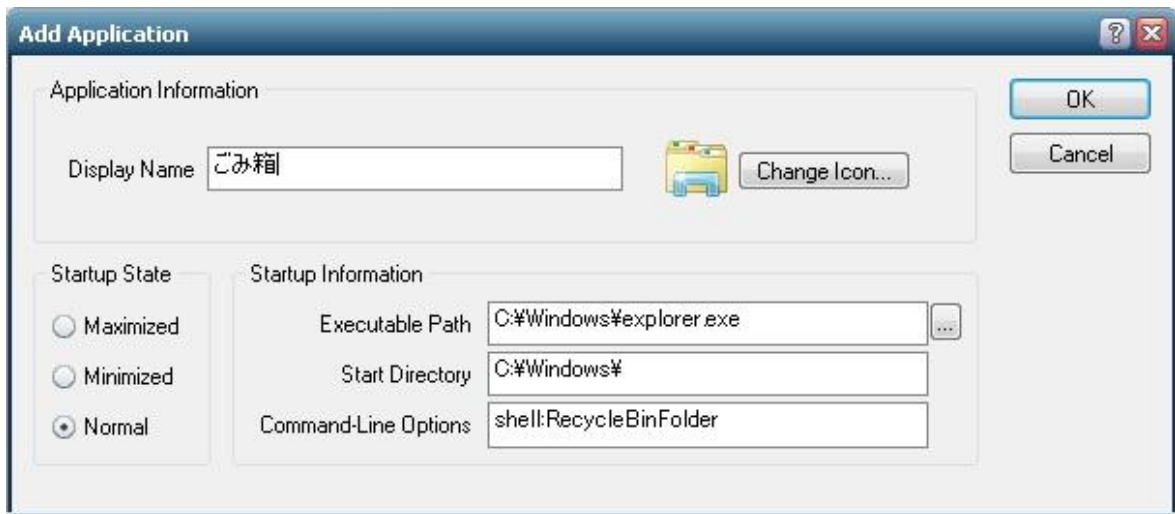 Add Application
Application Information
OK
Display Name ごみ箱 Change Icon...
Cancel
Startup State
Maximized
Minimized
Normal
Startup Information
Executable Path C:¥Windows¥explorer.exe ...
Start Directory C:¥Windows¥
Command-Line Options shell:RecycleBinFolder